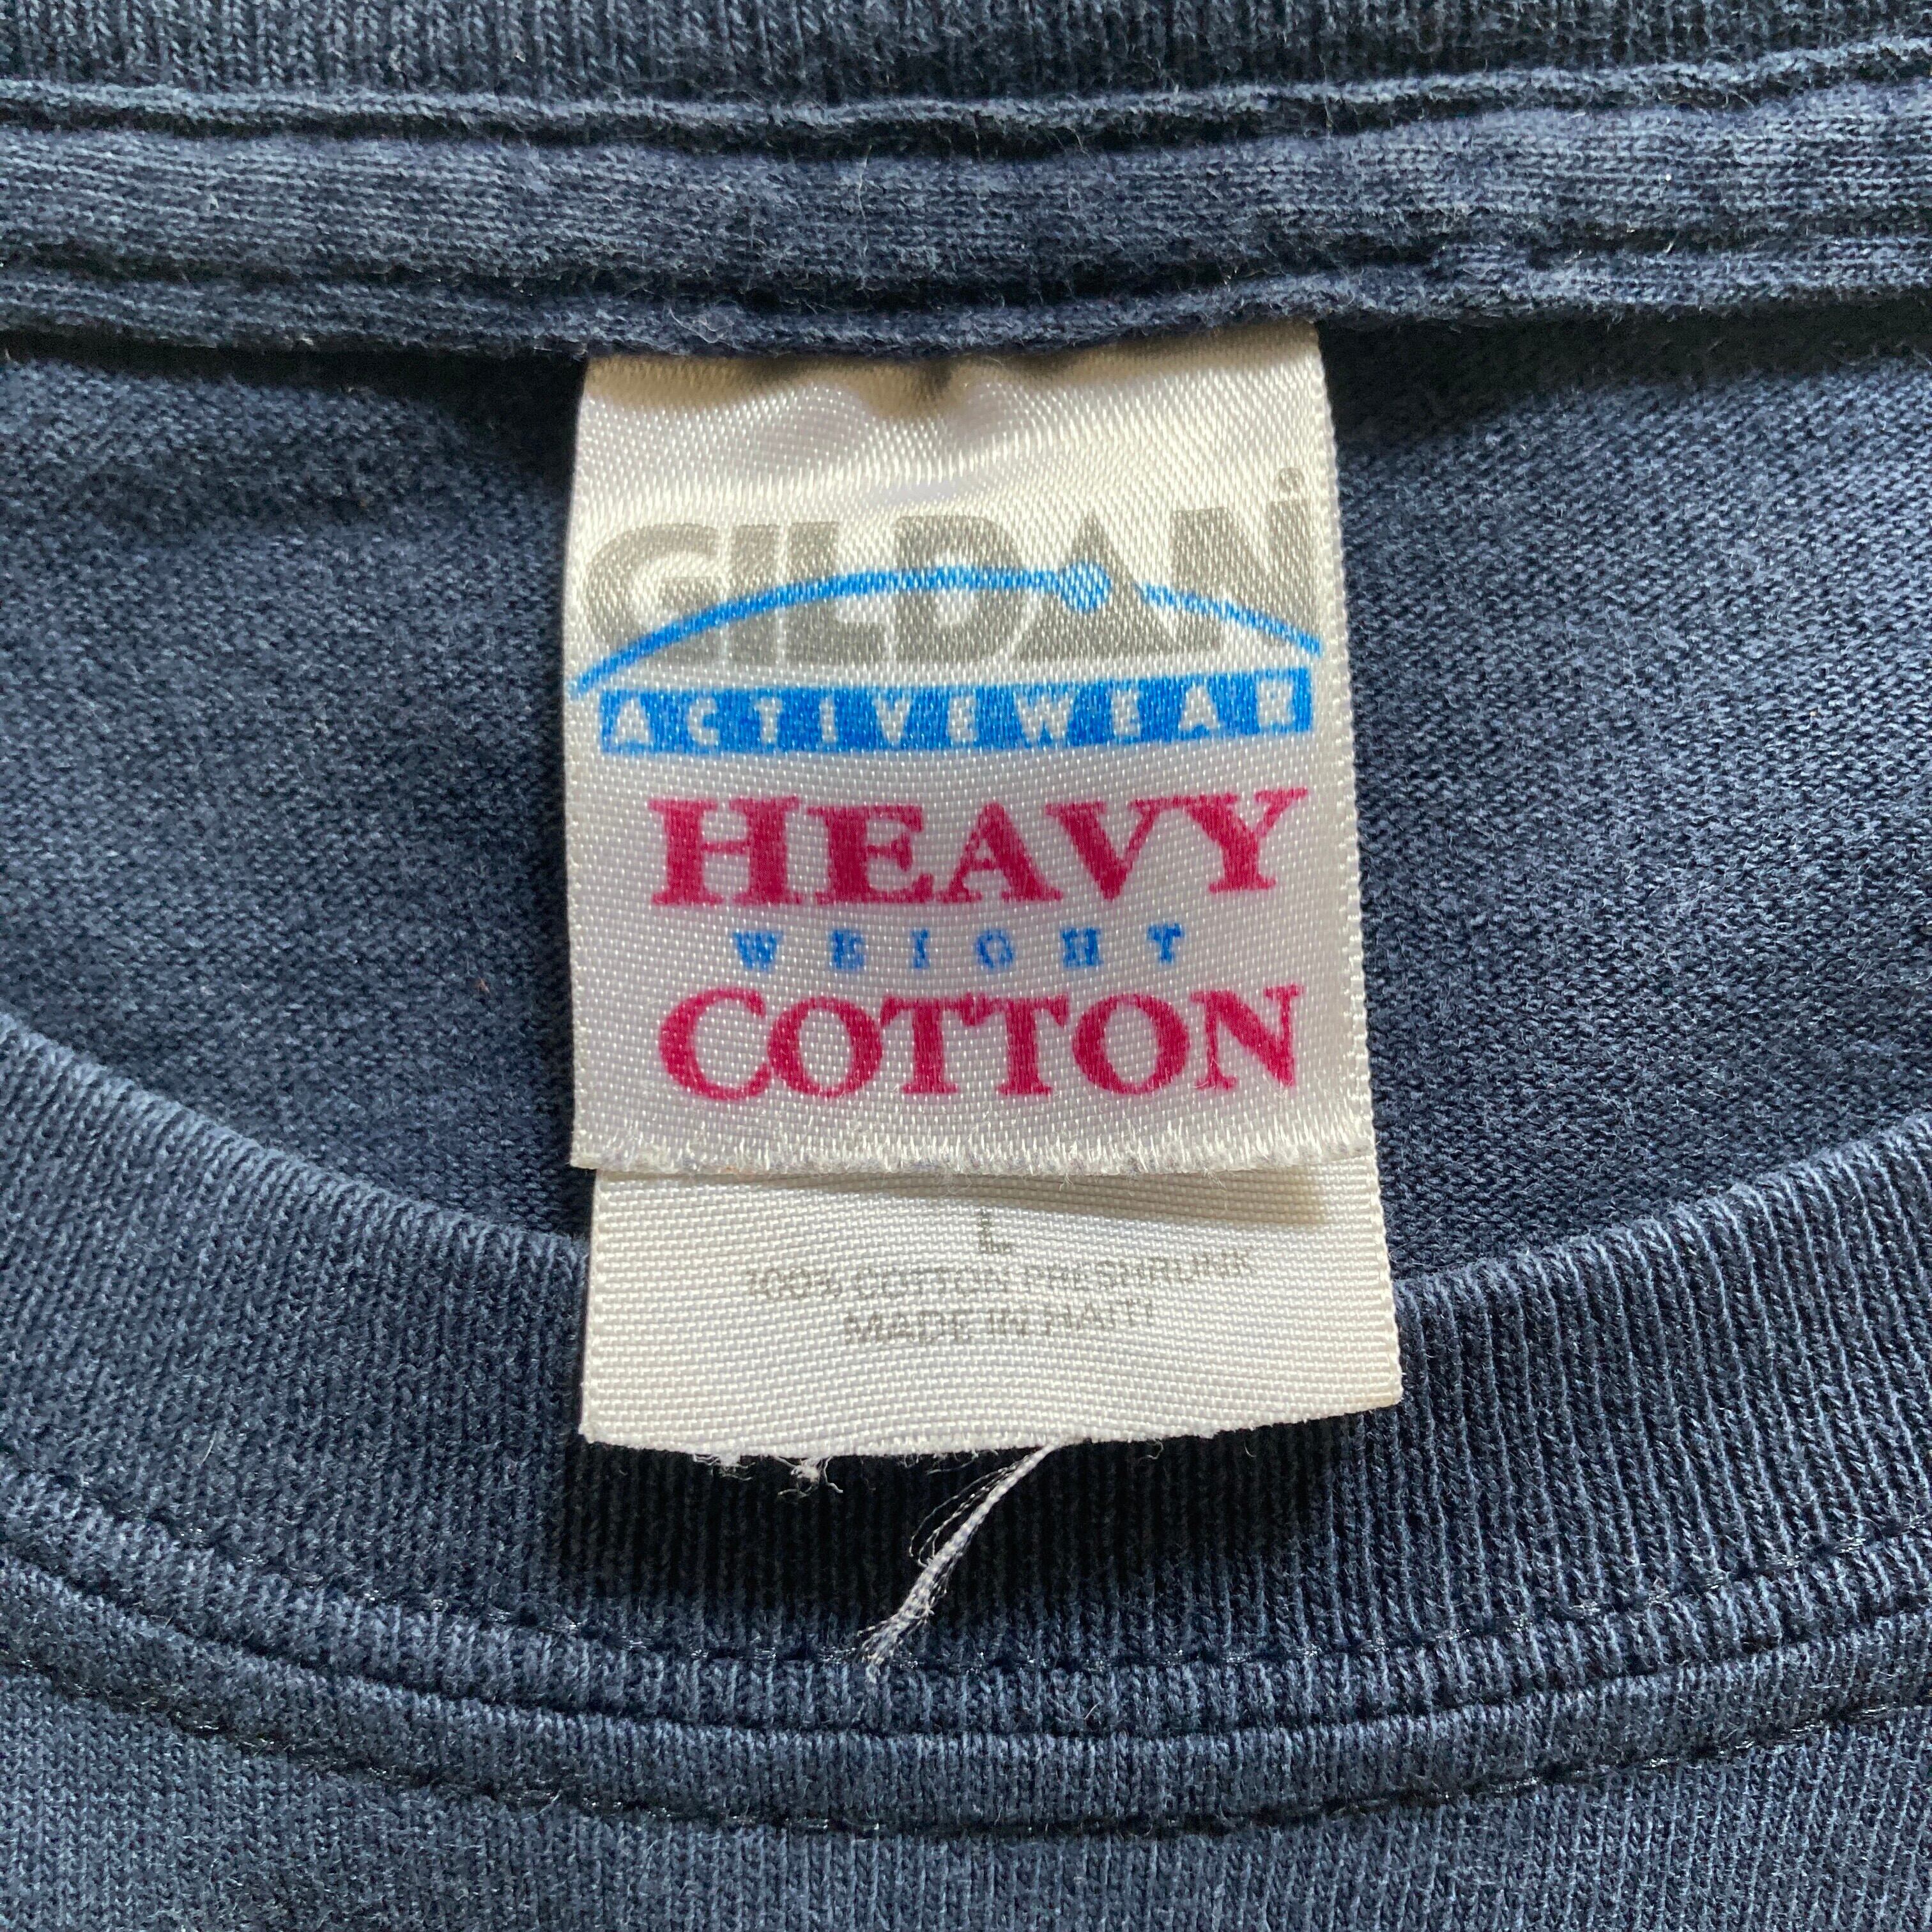 GILDAN®
ACTIVEWEAR
HEAVY
WEIGHT
COTTON
L
100% COTTON PRESHRUNK
MADE IN HAITI